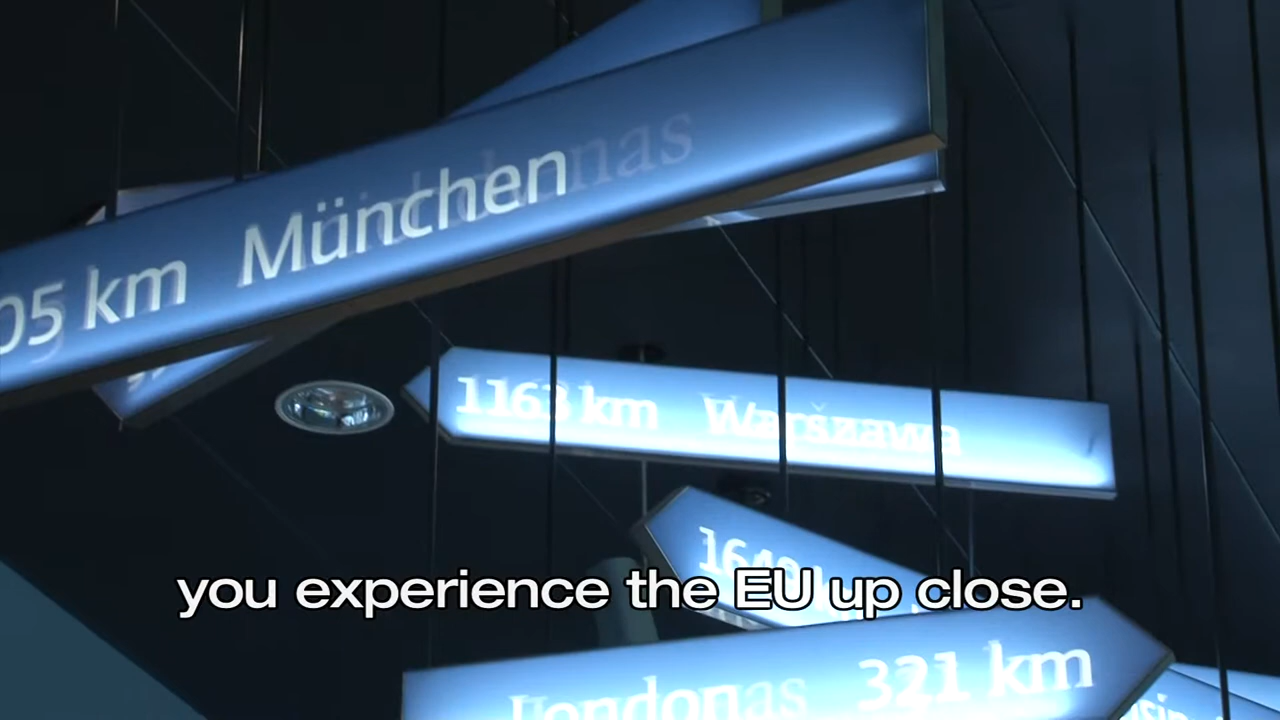 05 km München
1163 km Warszawa
you experience the EU up close.
321 km